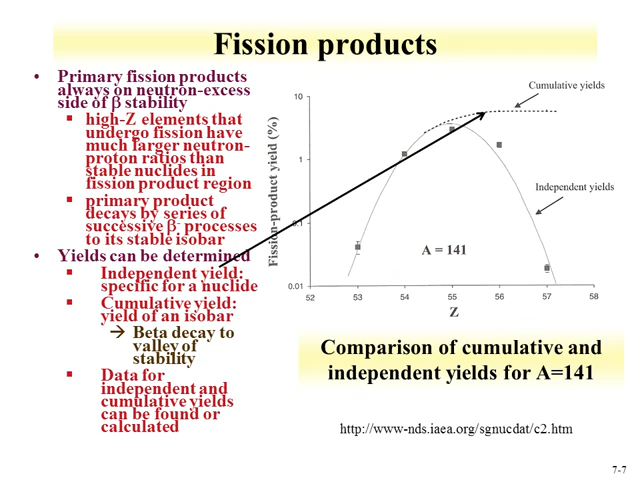 Fission products
• Primary fission products
always on neutron-excess
side of β stability
▪ high-Z elements that
undergo fission have
much larger neutron-
proton ratios than
stable nuclides in
fission product region
▪ primary product
decays by series of
successive β- processes
to its stable isobar
• Yields can be determined
▪ Independent yield:
specific for a nuclide
▪ Cumulative yield:
yield of an isobar
→ Beta decay to
valley of
stability
▪ Data for
independent and
cumulative yields
can be found or
calculated
Cumulative yields
Independent yields
A = 141
Fission-product yield (%)
10
1
0.1
0.01
52 53 54 55 56 57 58
Z
Comparison of cumulative and
independent yields for A=141
http://www-nds.iaea.org/sgnucdat/c2.htm
7-7